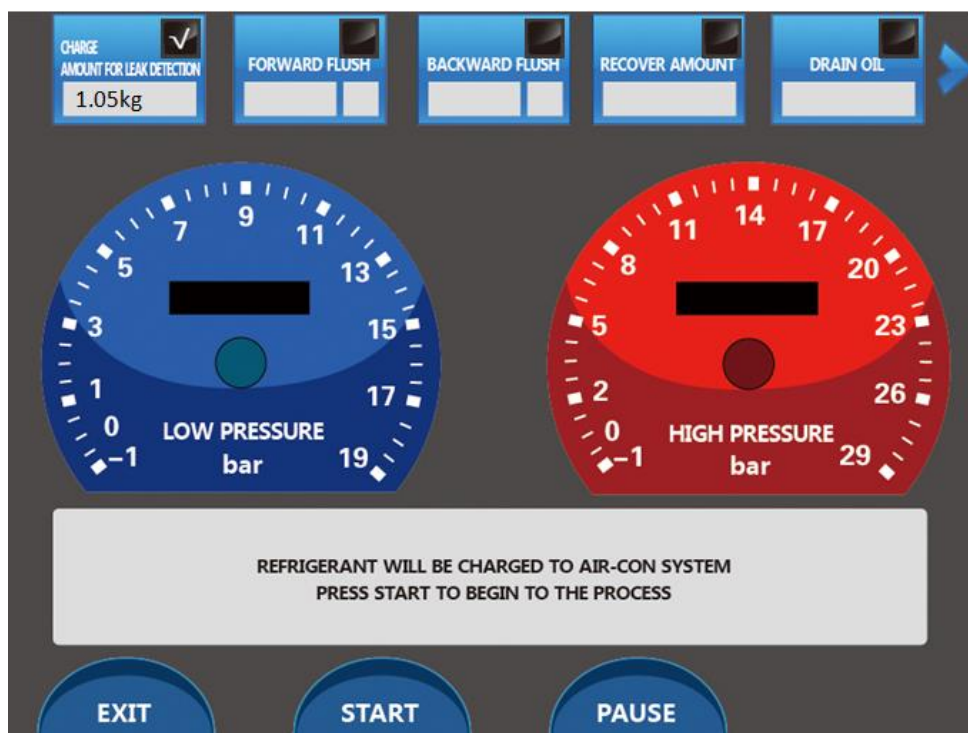 CHARGE
AMOUNT FOR LEAK DETECTION
√
1.05kg
FORWARD FLUSH
BACKWARD FLUSH
RECOVER AMOUNT
DRAIN OIL
-1
0
1
3
5
7
9
11
13
15
17
19
LOW PRESSURE
bar
-1
0
2
5
8
11
14
17
20
23
26
29
HIGH PRESSURE
bar
REFRIGERANT WILL BE CHARGED TO AIR-CON SYSTEM
PRESS START TO BEGIN TO THE PROCESS
EXIT
START
PAUSE